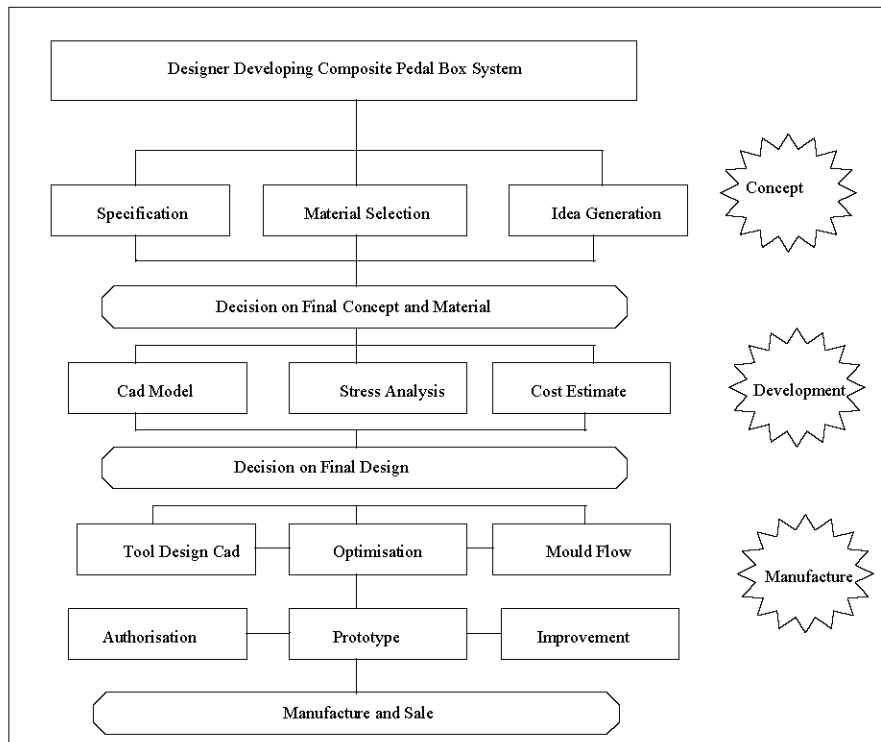 Designer Developing Composite Pedal Box System
Concept
Specification
Material Selection
Idea Generation
Decision on Final Concept and Material
Cad Model
Stress Analysis
Cost Estimate
Development
Decision on Final Design
Tool Design Cad
Optimisation
Mould Flow
Manufacture
Authorisation
Prototype
Improvement
Manufacture and Sale